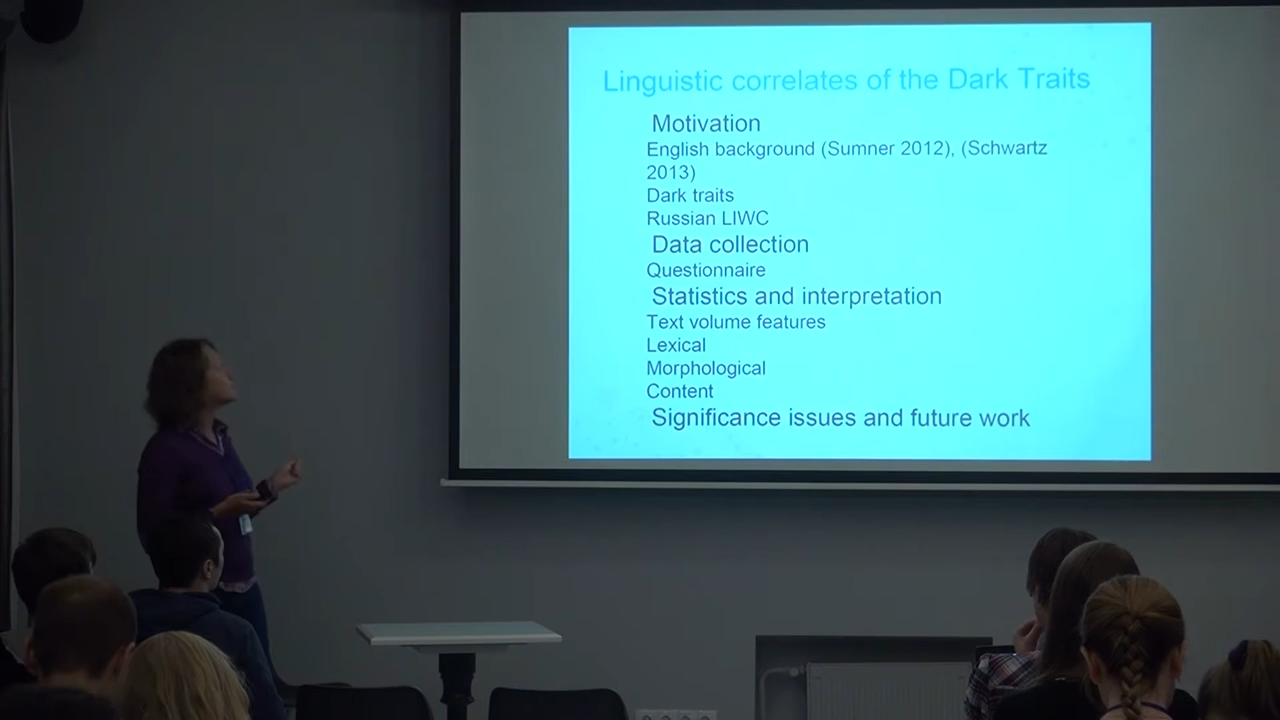 Linguistic correlates of the Dark Traits
Motivation
English background (Sumner 2012), (Schwartz
2013)
Dark traits
Russian LIWC
Data collection
Questionnaire
Statistics and interpretation
Text volume features
Lexical
Morphological
Content
Significance issues and future work